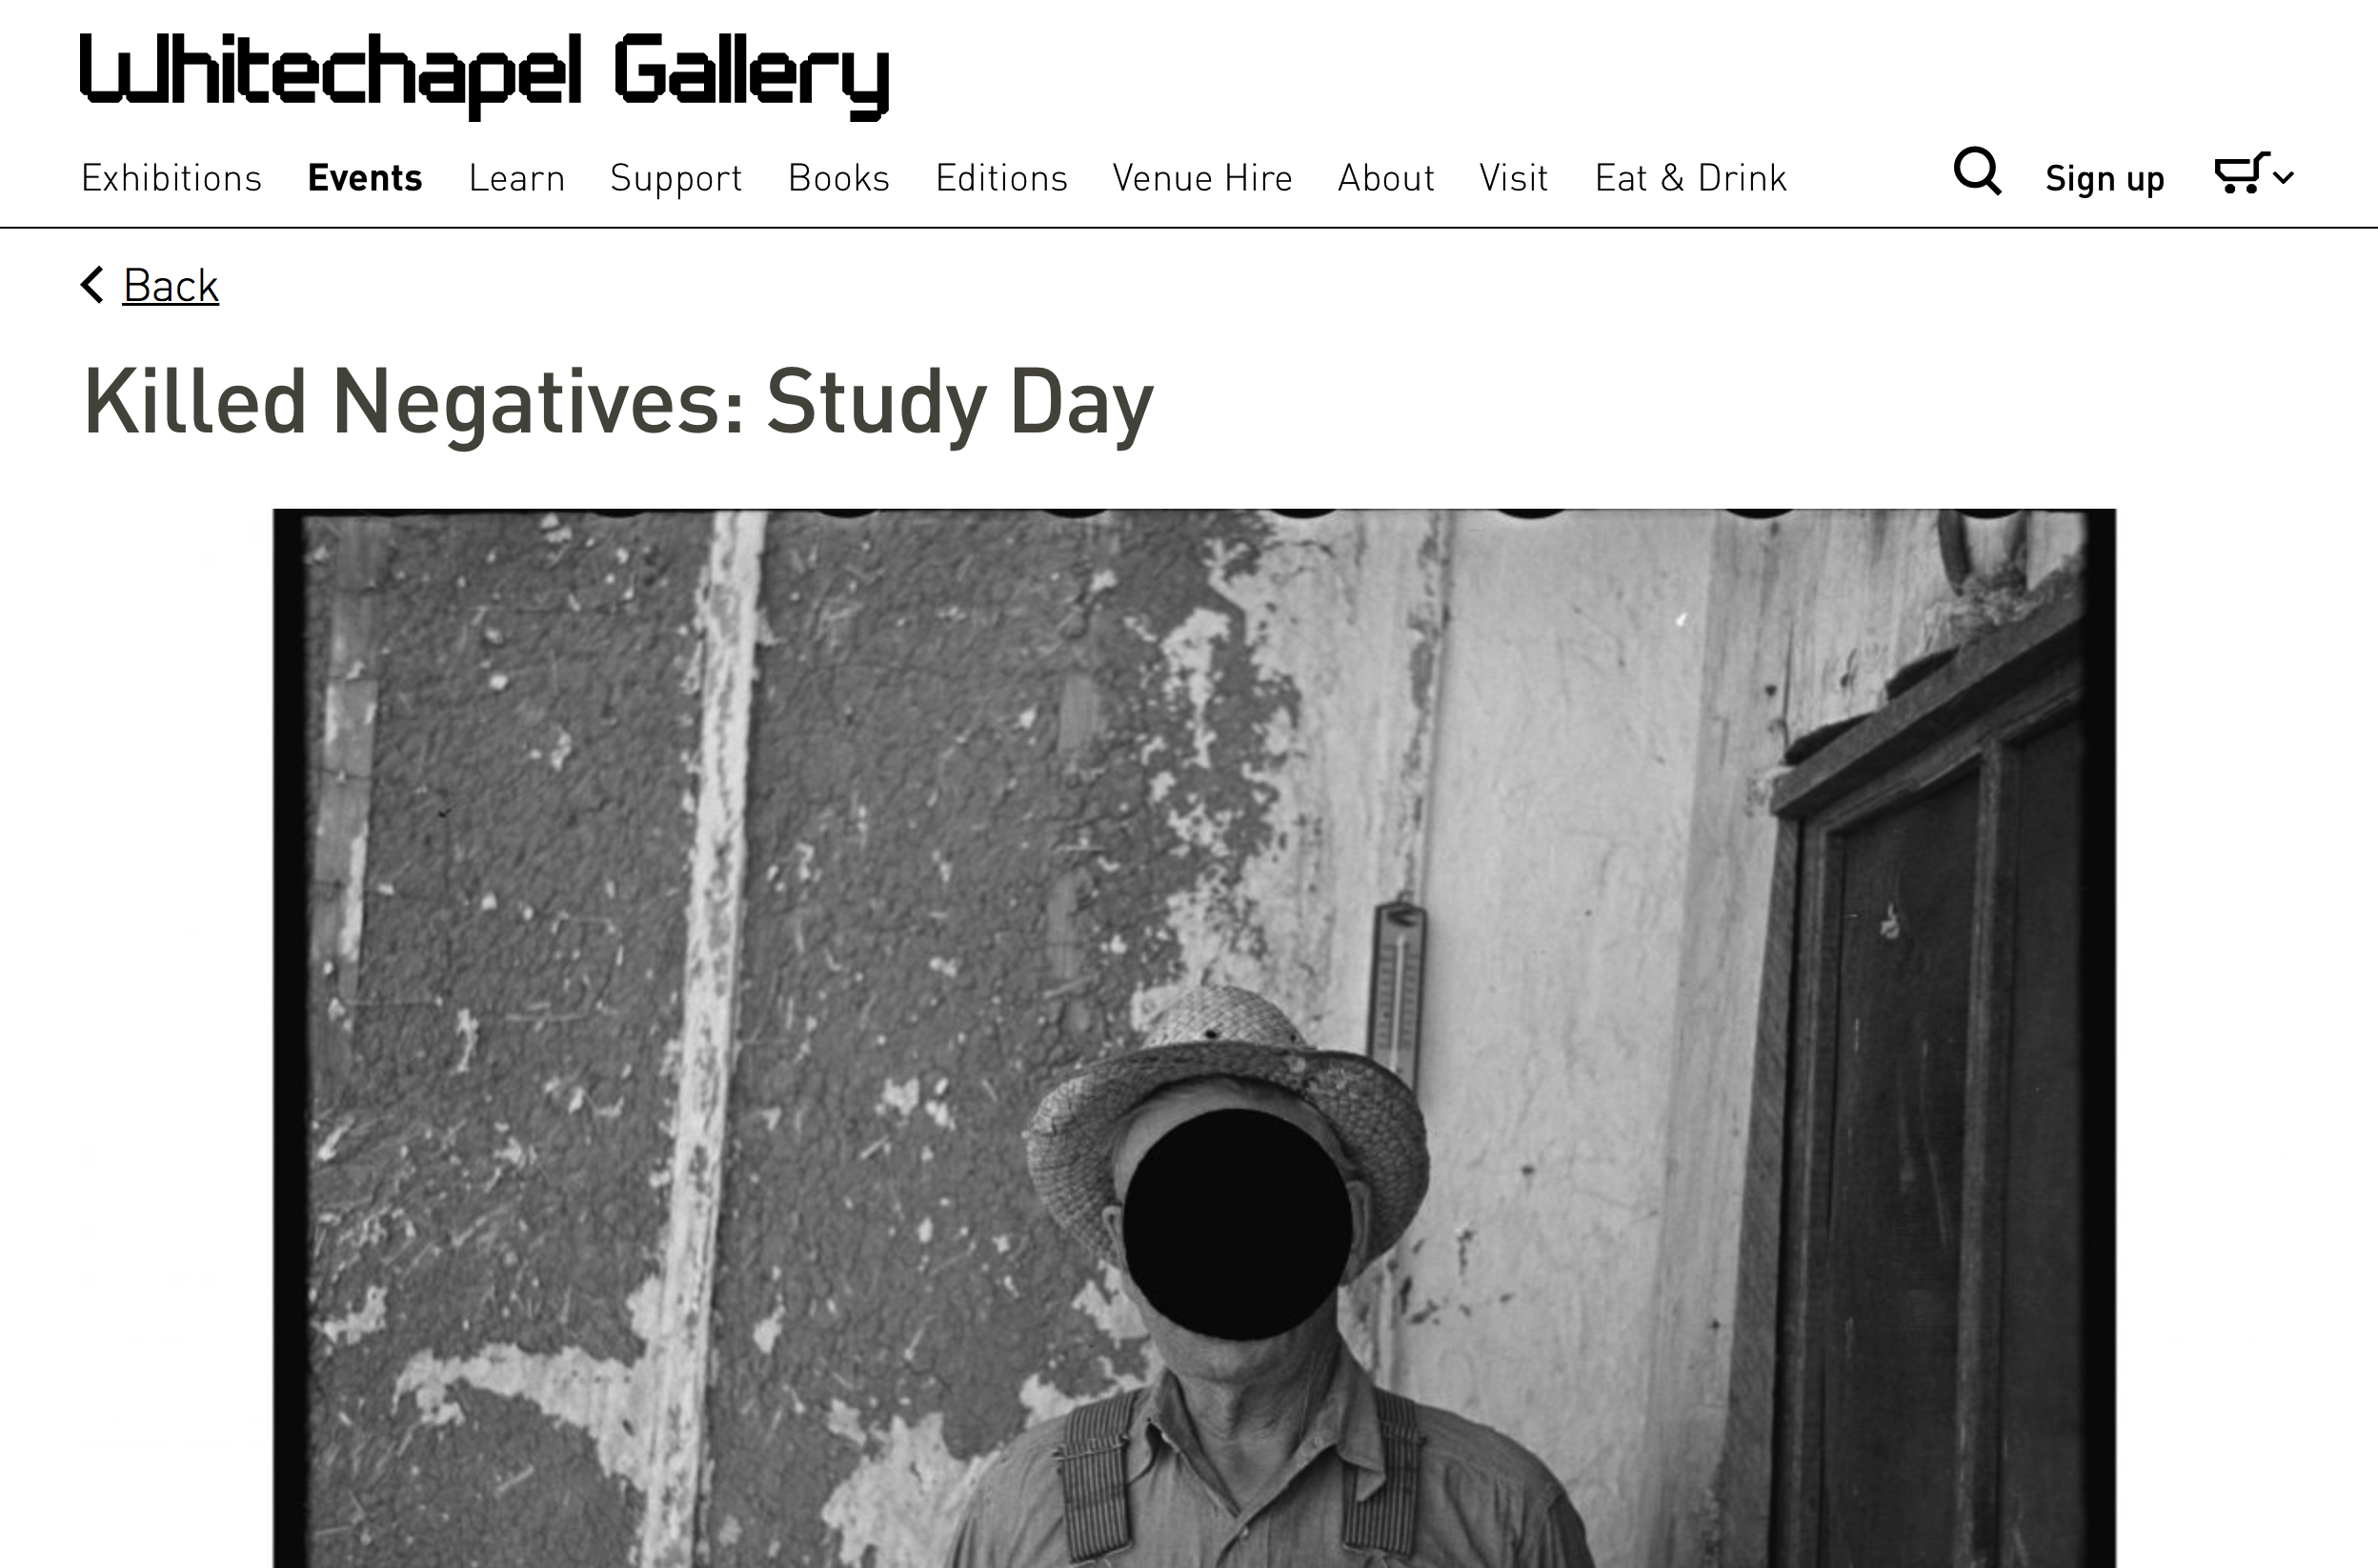 Whitechapel Gallery
Exhibitions Events Learn Support Books Editions Venue Hire About Visit Eat & Drink Sign up
Back
Killed Negatives: Study Day